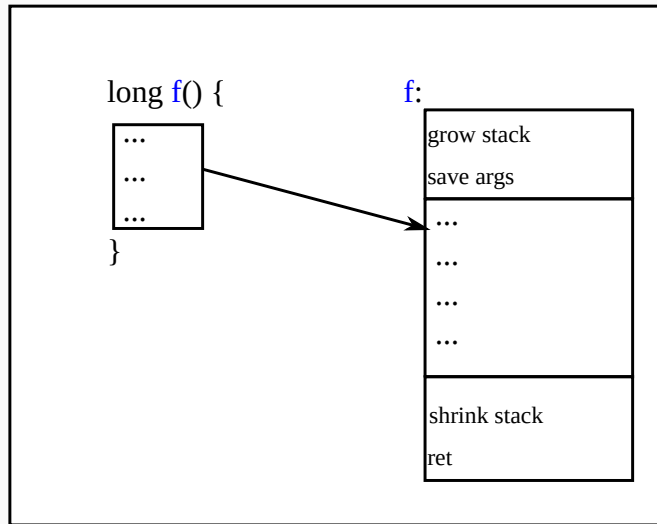 long f() {
...
...
...
}
f:
grow stack
save args
...
...
...
...
shrink stack
ret